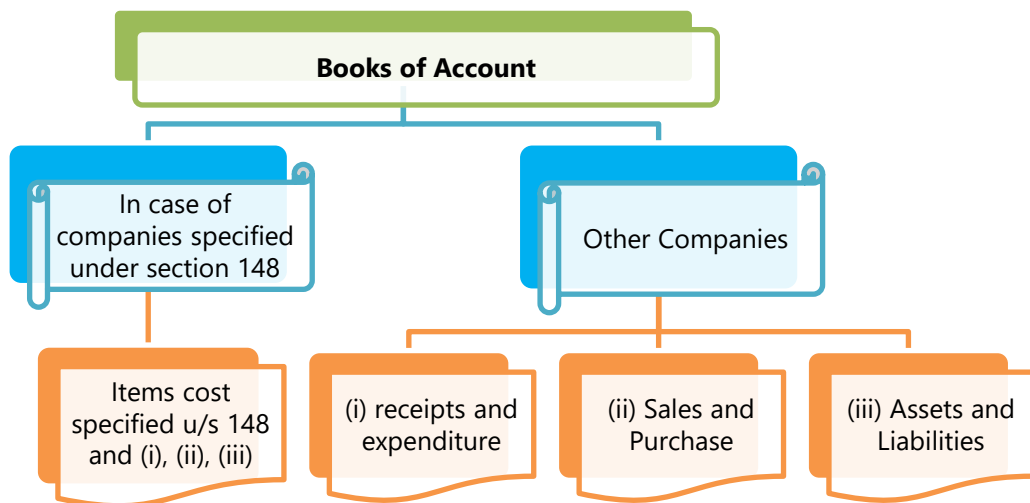 Books of Account
In case of
companies specified
under section 148
Other Companies
Items cost
specified u/s 148
and (i), (ii), (iii)
(i) receipts and
expenditure
(ii) Sales and
Purchase
(iii) Assets and
Liabilities